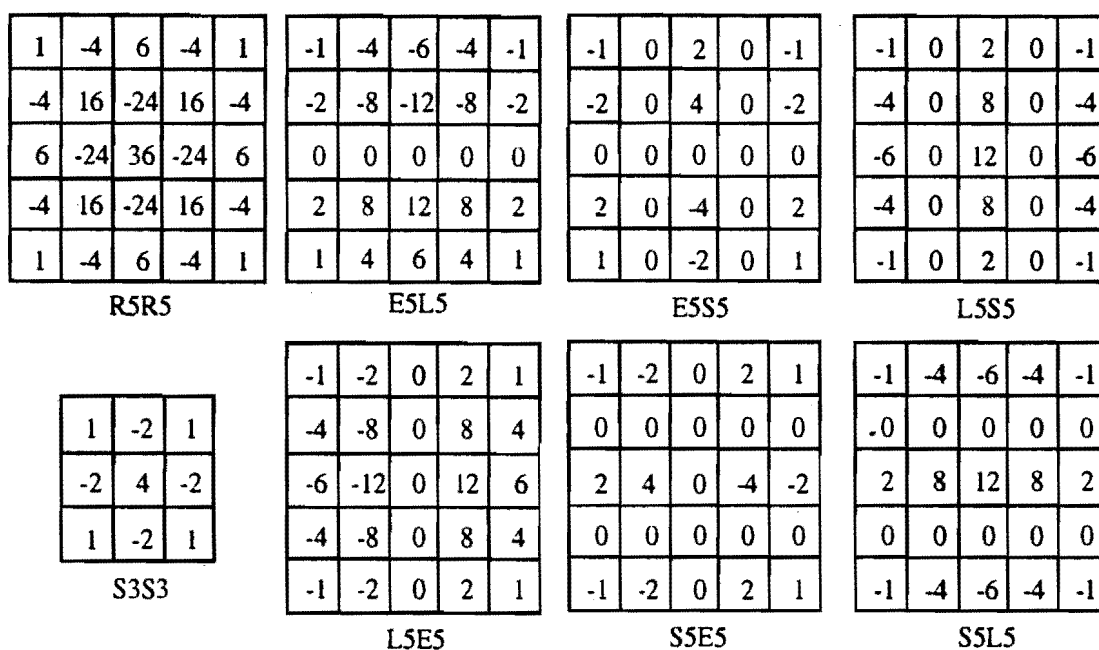 1 -4 6 -4 1
-4 16 -24 16 -4
6 -24 36 -24 6
-4 16 -24 16 -4
1 -4 6 -4 1
R5R5
-1 -4 -6 -4 -1
-2 -8 -12 -8 -2
0 0 0 0 0
2 8 12 8 2
1 4 6 4 1
E5L5
-1 0 2 0 -1
-2 0 4 0 -2
0 0 0 0 0
2 0 -4 0 2
1 0 -2 0 1
E5S5
-1 0 2 0 -1
-4 0 8 0 -4
-6 0 12 0 -6
-4 0 8 0 -4
-1 0 2 0 -1
L5S5
1 -2 1
-2 4 -2
1 -2 1
S3S3
-1 -2 0 2 1
-4 -8 0 8 4
-6 -12 0 12 6
-4 -8 0 8 4
-1 -2 0 2 1
L5E5
-1 -2 0 2 1
0 0 0 0 0
2 4 0 -4 -2
0 0 0 0 0
-1 -2 0 2 1
S5E5
-1 -4 -6 -4 -1
0 0 0 0 0
2 8 12 8 2
0 0 0 0 0
-1 -4 -6 -4 -1
S5L5